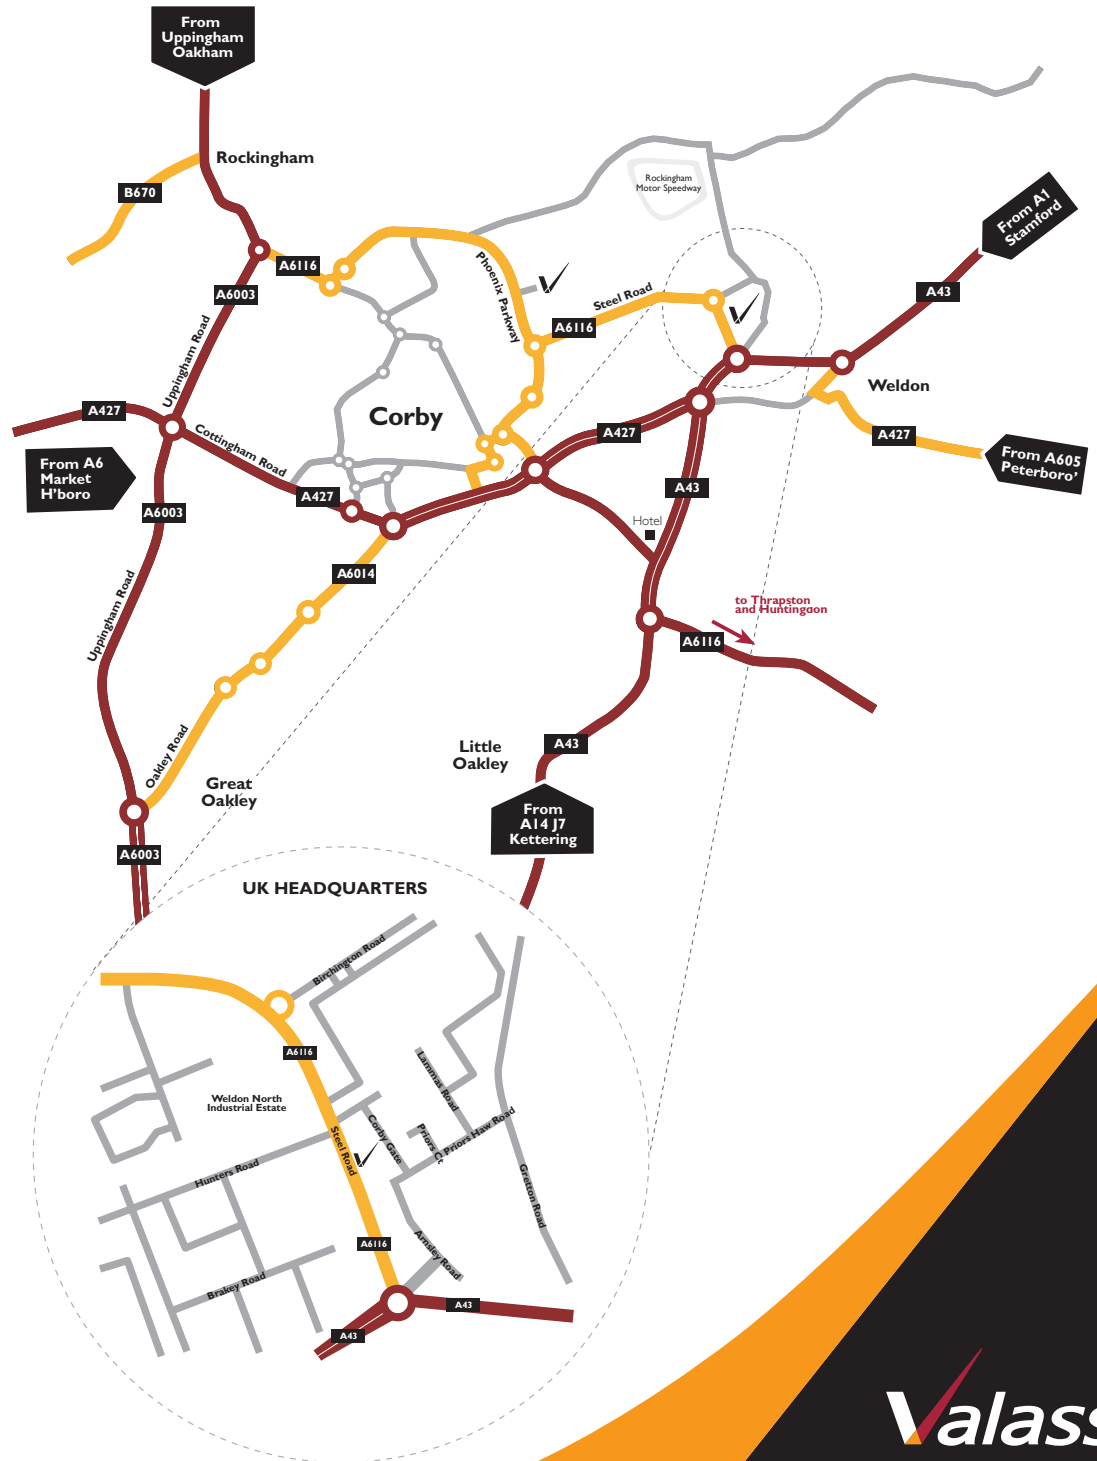 From
Uppingham
Oakham
Rockingham
B670
A6116
A6003
Uppingham Road
Phoenix Parkway
Steel Road
A6116
Rockingham
Motor Speedway
From A1
Stamford
A43
Weldon
A427
From A605
Peterboro'
A427
From A6
Market
H'boro
Cottingham Road
Corby
A427
A427
A43
Hotel
A6003
A6014
Uppingham Road
to Thrapston
and Huntingdon
A6116
Oakley Road
Great
Oakley
Little
Oakley
A43
From
A14 J7
Kettering
A6003
UK HEADQUARTERS
Birchington Road
A6116
Weldon North
Industrial Estate
Lammas Road
Corby Gate
Priors Ct
Priors Haw Road
Steel Road
Hunters Road
Gretton Road
A6116
Arnsley Road
Brakey Road
A43
A43
Valass